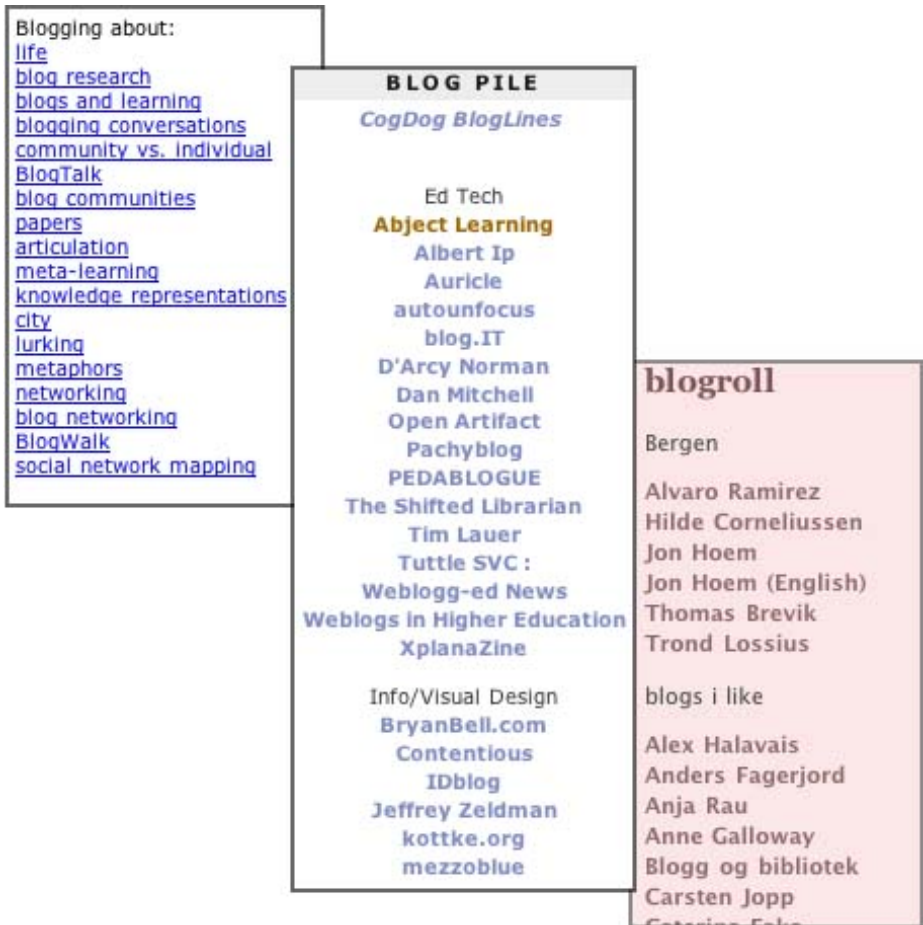 Blogging about:
life
blog research
blogs and learning
blogging conversations
community vs. individual
BlogTalk
blog communities
papers
articulation
meta-learning
knowledge representations
city
lurking
metaphors
networking
blog networking
BlogWalk
social network mapping
BLOG PILE
CogDog BlogLines
Ed Tech
Abject Learning
Albert Ip
Auricle
autounfocus
blog.IT
D'Arcy Norman
Dan Mitchell
Open Artifact
Pachyblog
PEDABLOGUE
The Shifted Librarian
Tim Lauer
Tuttle SVC :
Weblogg-ed News
Weblogs in Higher Education
XplanaZine
Info/Visual Design
BryanBell.com
Contentious
IDblog
Jeffrey Zeldman
kottke.org
mezzoblue
blogroll
Bergen
Alvaro Ramirez
Hilde Corneliussen
Jon Hoem
Jon Hoem (English)
Thomas Brevik
Trond Lossius
blogs i like
Alex Halavais
Anders Fagerjord
Anja Rau
Anne Galloway
Blogg og bibliotek
Carsten Jopp